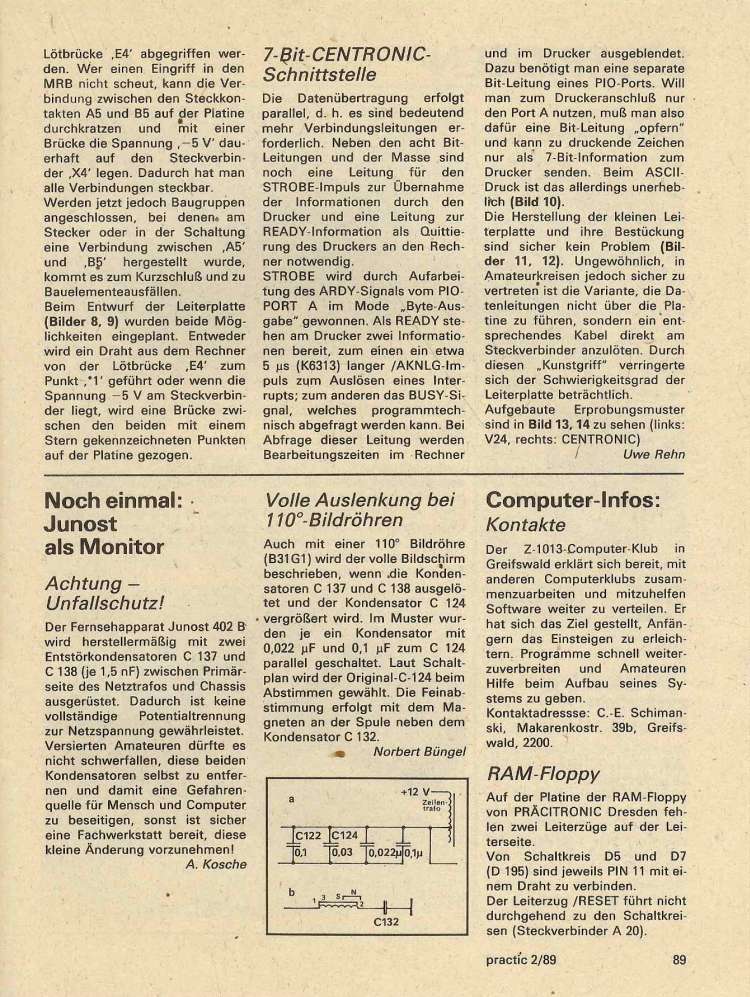 Lötbrücke ‚E4' abgegriffen wer-
den. Wer einen Eingriff in den
MRB nicht scheut, kann die Ver-
bindung zwischen den Steckkon-
takten A5 und B5 auf der Platine
durchkratzen und mit einer
Brücke die Spannung ‚−5 V' dau-
erhaft auf den Steckverbin-
der ‚X4' legen. Dadurch hat man
alle Verbindungen steckbar.
Werden jetzt jedoch Baugruppen
angeschlossen, bei denen am
Stecker oder in der Schaltung
eine Verbindung zwischen ‚A5'
und ‚B5' hergestellt wurde,
kommt es zum Kurzschluß und zu
Bauelementeausfällen.
Beim Entwurf der Leiterplatte
(Bilder 8, 9) wurden beide Mög-
lichkeiten eingeplant. Entweder
wird ein Draht aus dem Rechner
von der Lötbrücke ‚E4' zum
Punkt ‚*1' geführt oder wenn die
Spannung −5 V am Steckverbin-
der liegt, wird eine Brücke zwi-
schen den beiden mit einem
Stern gekennzeichneten Punkten
auf der Platine gezogen.
7-Bit-CENTRONIC-
Schnittstelle
Die Datenübertragung erfolgt
parallel, d. h. es sind bedeutend
mehr Verbindungsleitungen er-
forderlich. Neben den acht Bit-
Leitungen und der Masse sind
noch eine Leitung für den
STROBE-Impuls zur Übernahme
der Informationen durch den
Drucker und eine Leitung zur
READY-Information als Quittie-
rung des Druckers an den Rech-
ner notwendig.
STROBE wird durch Aufarbei-
tung des ARDY-Signals vom PIO-
PORT A im Mode „Byte-Aus-
gabe" gewonnen. Als READY ste-
hen am Drucker zwei Informatio-
nen bereit, zum einen ein etwa
5 µs (K6313) langer /AKNLG-Im-
puls zum Auslösen eines Inter-
rupts; zum anderen das BUSY-Si-
gnal, welches programmtech-
nisch abgefragt werden kann. Bei
Abfrage dieser Leitung werden
Bearbeitungszeiten im Rechner
und im Drucker ausgeblendet.
Dazu benötigt man eine separate
Bit-Leitung eines PIO-Ports. Will
man zum Druckeranschluß nur
den Port A nutzen, muß man also
dafür eine Bit-Leitung „opfern"
und kann zu druckende Zeichen
nur als 7-Bit-Information zum
Drucker senden. Beim ASCII-
Druck ist das allerdings unerheb-
lich (Bild 10).
Die Herstellung der kleinen Lei-
terplatte und ihre Bestückung
sind sicher kein Problem (Bil-
der 11, 12). Ungewöhnlich, in
Amateurkreisen jedoch sicher zu
vertreten ist die Variante, die Da-
tenleitungen nicht über die Pla-
tine zu führen, sondern ein ent-
sprechendes Kabel direkt am
Steckverbinder anzulöten. Durch
diesen „Kunstgriff" verringerte
sich der Schwierigkeitsgrad der
Leiterplatte beträchtlich.
Aufgebaute Erprobungsmuster
sind in Bild 13, 14 zu sehen (links:
V24, rechts: CENTRONIC)
Uwe Rehn
Noch einmal:
Junost
als Monitor
Achtung –
Unfallschutz!
Der Fernsehapparat Junost 402 B
wird herstellermäßig mit zwei
Entstörkondensatoren C 137 und
C 138 (je 1,5 nF) zwischen Primär-
seite des Netztrafos und Chassis
ausgerüstet. Dadurch ist keine
vollständige Potentialtrennung
zur Netzspannung gewährleistet.
Versierten Amateuren dürfte es
nicht schwerfallen, diese beiden
Kondensatoren selbst zu entfer-
nen und damit eine Gefahren-
quelle für Mensch und Computer
zu beseitigen, sonst ist sicher
eine Fachwerkstatt bereit, diese
kleine Änderung vorzunehmen!
A. Kosche
Volle Auslenkung bei
110°-Bildröhren
Auch mit einer 110° Bildröhre
(B31G1) wird der volle Bildschirm
beschrieben, wenn die Konden-
satoren C 137 und C 138 ausgelö-
tet und der Kondensator C 124
vergrößert wird. Im Muster wur-
den je ein Kondensator mit
0,022 µF und 0,1 µF zum C 124
parallel geschaltet. Laut Schalt-
plan wird der Original-C-124 beim
Abstimmen gewählt. Die Feinab-
stimmung erfolgt mit dem Ma-
gneten an der Spule neben dem
Kondensator C 132.
Norbert Büngel
a
+12 V
Zeilen-
trafo
C122 C124
0,1 0,03 0,022µ 0,1µ
b
1 3 S N 2
C132
Computer-Infos:
Kontakte
Der Z-1013-Computer-Klub in
Greifswald erklärt sich bereit, mit
anderen Computerklubs zusam-
menzuarbeiten und mitzuhelfen
Software weiter zu verteilen. Er
hat sich das Ziel gestellt, Anfän-
gern das Einsteigen zu erleich-
tern. Programme schnell weiter-
zuverbreiten und Amateuren
Hilfe beim Aufbau seines Sy-
stems zu geben.
Kontaktadressse: C.-E. Schiman-
ski, Makarenkostr. 39b, Greifs-
wald, 2200.
RAM-Floppy
Auf der Platine der RAM-Floppy
von PRÄCITRONIC Dresden feh-
len zwei Leiterzüge auf der Lei-
terseite.
Von Schaltkreis D5 und D7
(D 195) sind jeweils PIN 11 mit ei-
nem Draht zu verbinden.
Der Leiterzug /RESET führt nicht
durchgehend zu den Schaltkrei-
sen (Steckverbinder A 20).
practic 2/89 89